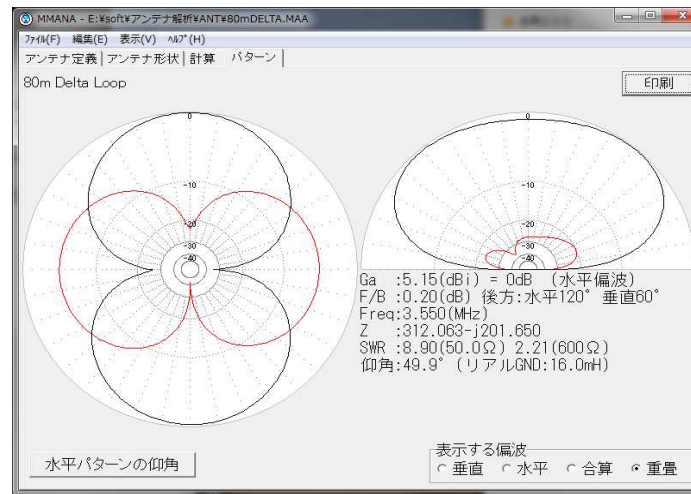 MMANA - E:¥soft¥アンテナ解析¥ANT¥80mDELTA.MAA
ﾌｧｲﾙ(F) 編集(E) 表示(V) ﾍﾙﾌﾟ(H)
アンテナ定義 アンテナ形状 計算 パターン
80m Delta Loop
印刷
0
-10
-20
-30
-40
0
-10
-20
-30
-40
Ga :5.15(dBi) = 0dB (水平偏波)
F/B :0.20(dB) 後方:水平120° 垂直60°
Freq:3.550(MHz)
Z :312.063-j201.650
SWR :8.90(50.0Ω) 2.21(600Ω)
仰角:49.9° (リアルGND:16.0mH)
水平パターンの仰角
表示する偏波
垂直 水平 合算 重畳